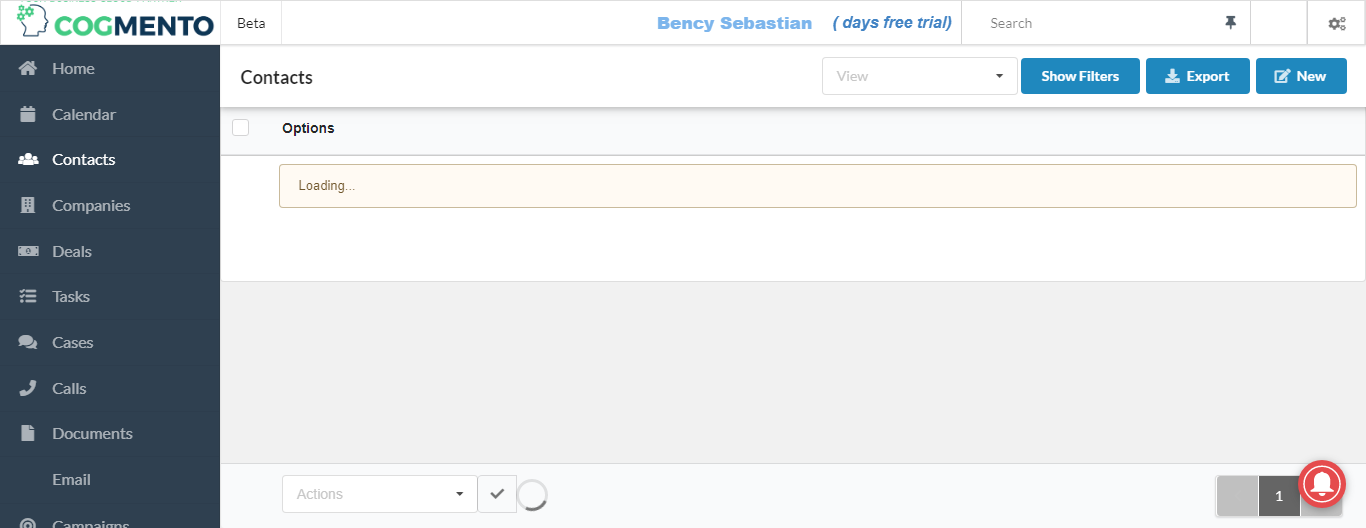 COGMENTO
Beta
Bency Sebastian
( days free trial)
Search
Home
Calendar
Contacts
Companies
Deals
Tasks
Cases
Calls
Documents
Email
Campaigns
Contacts
View
Show Filters
Export
New
Options
Loading...
Actions
1